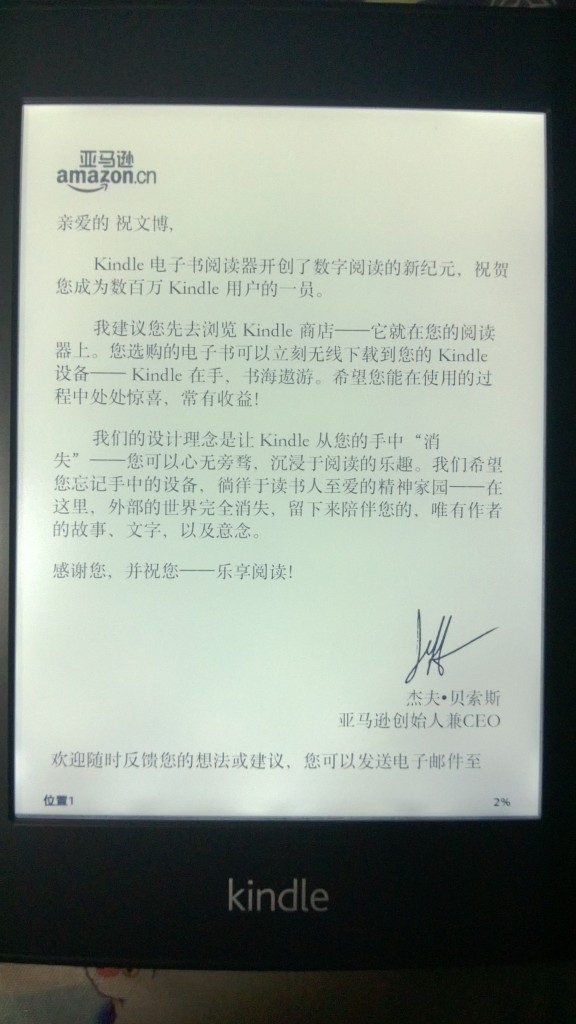 亚马逊
amazon.cn
亲爱的 祝文博,
Kindle 电子书阅读器开创了数字阅读的新纪元，祝贺
您成为数百万 Kindle 用户的一员。
我建议您先去浏览 Kindle 商店——它就在您的阅读
器上。您选购的电子书可以立刻无线下载到您的 Kindle
设备—— Kindle 在手，书海遨游。希望您能在使用的过
程中处处惊喜，常有收益!
我们的设计理念是让 Kindle 从您的手中“消
失”——您可以心无旁骛，沉浸于阅读的乐趣。我们希望
您忘记手中的设备，徜徉于读书人至爱的精神家园——在
这里，外部的世界完全消失，留下来陪伴您的，唯有作者
的故事、文字，以及意念。
感谢您，并祝您——乐享阅读!
Jeff
杰夫•贝索斯
亚马逊创始人兼CEO
欢迎随时反馈您的想法或建议，您可以发送电子邮件至
位置1 2%
kindle